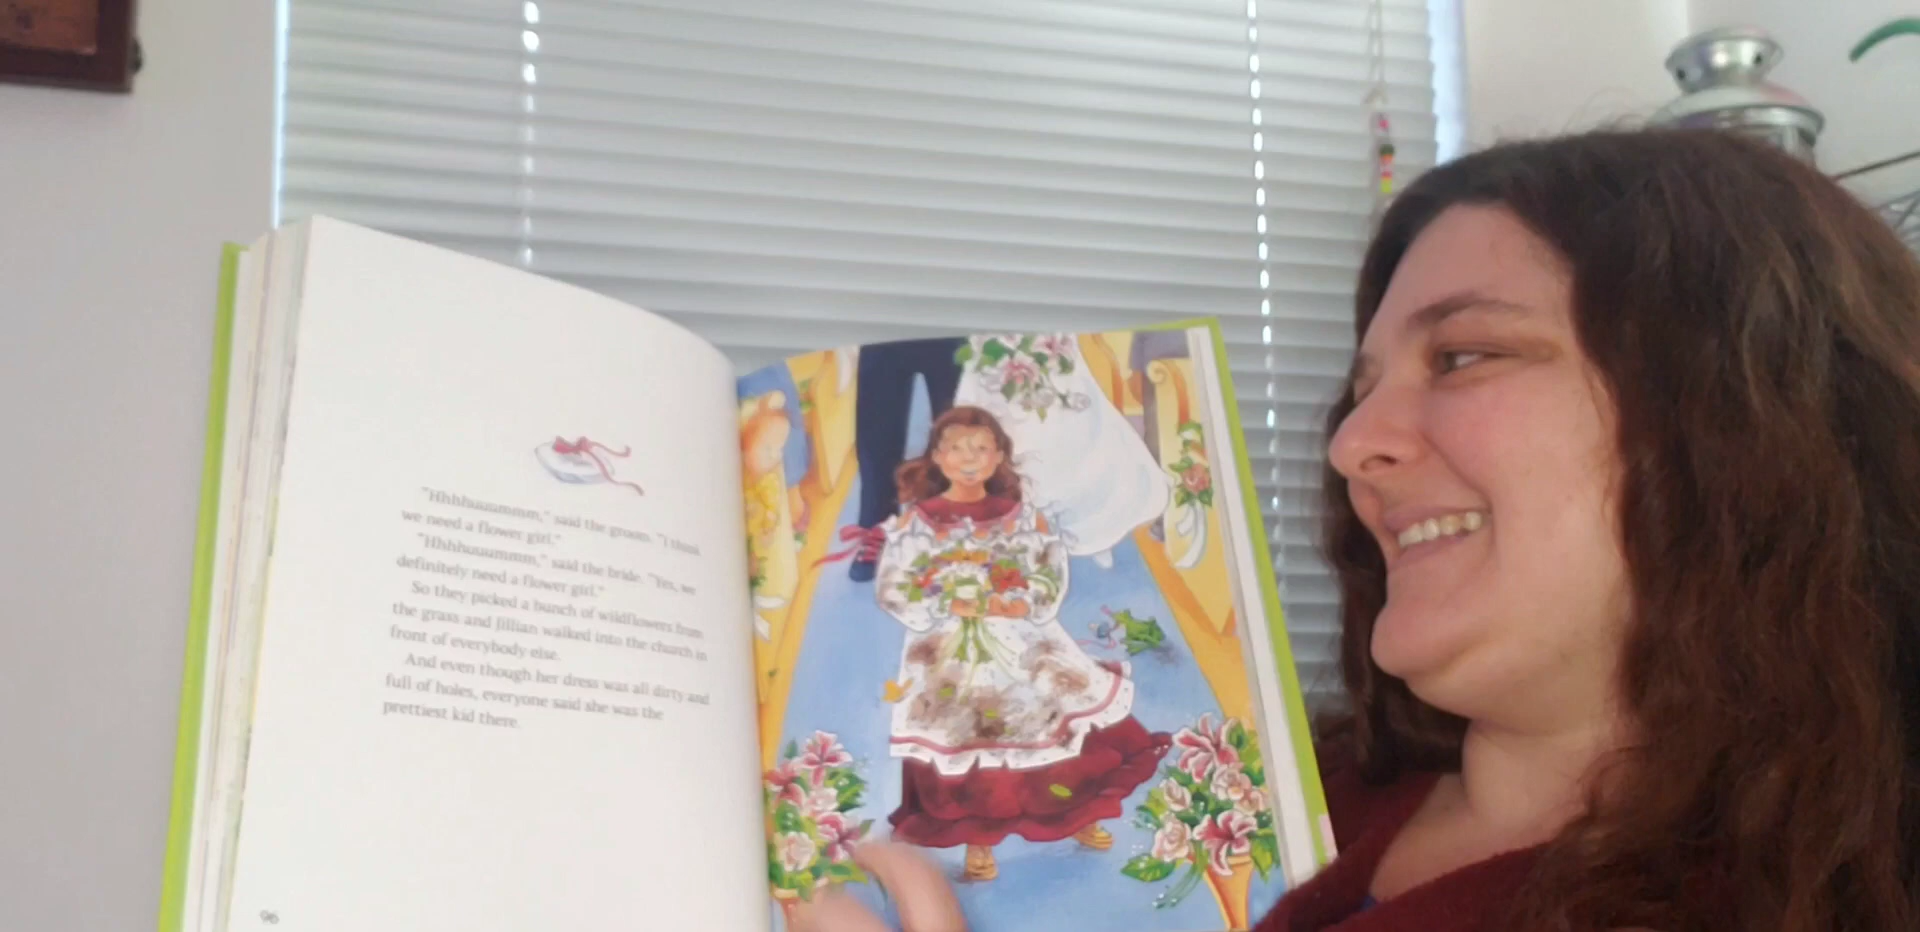 "Hhhhuuummmm," said the groom. "I think
we need a flower girl."
"Hhhhuuummmm," said the bride. "Yes, we
definitely need a flower girl."
So they picked a bunch of wildflowers from
the grass and Jillian walked into the church in
front of everybody else.
And even though her dress was all dirty and
full of holes, everyone said she was the
prettiest kid there.
96